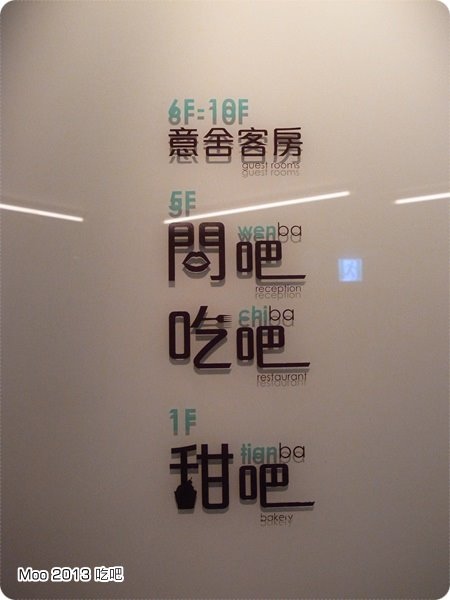 6F-10F
意舍客房
guest rooms
5F
wenba
問吧
reception
chiba
吃吧
restaurant
1F
tianba
甜吧
bakery
Moo 2013 吃吧